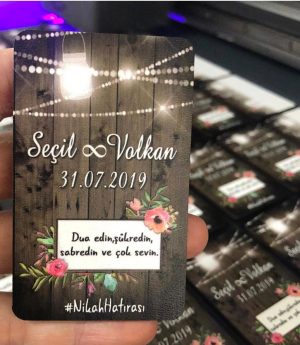 Seçil ∞ Volkan
31.07.2019
Dua edin,şükredin,
sabredin ve çok sevin.
#NikahHatırası